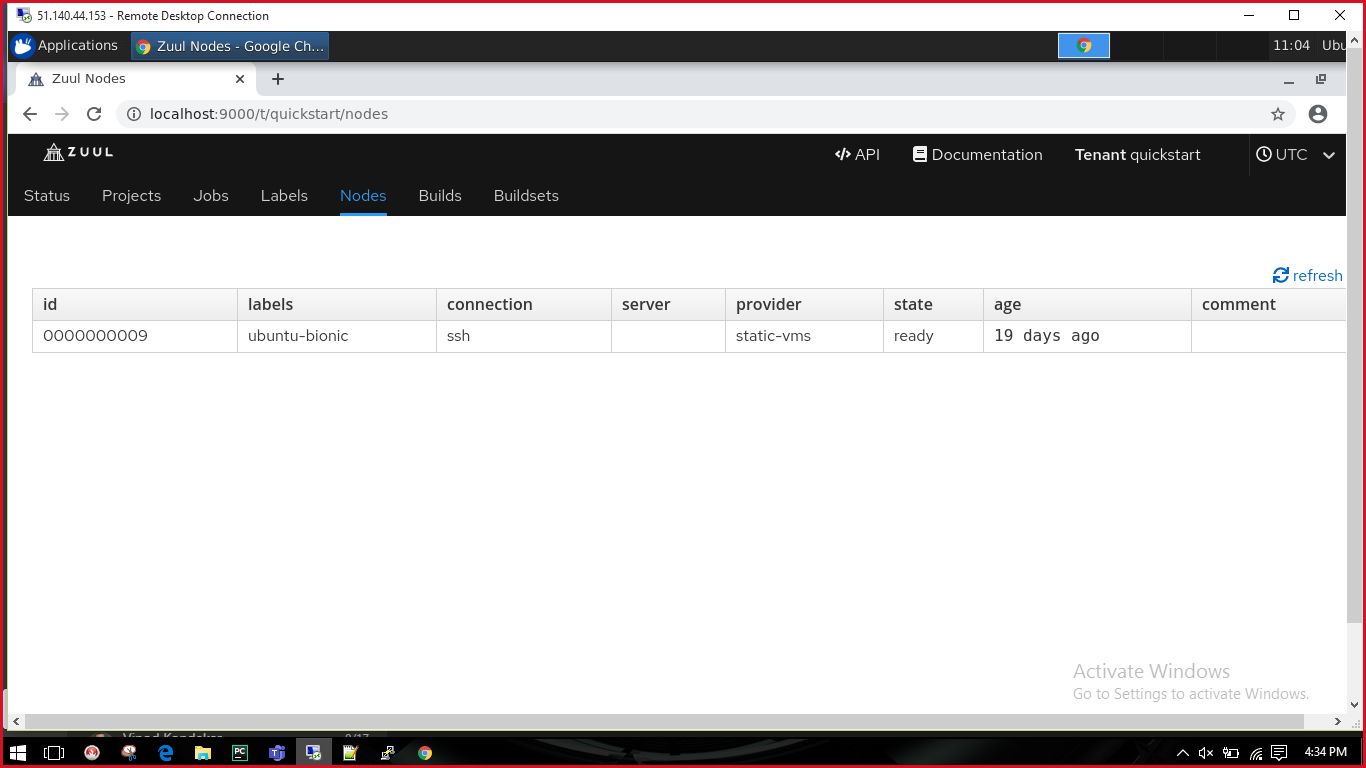 51.140.44.153 - Remote Desktop Connection
Applications Zuul Nodes - Google Ch... 11:04 Ubu
Zuul Nodes
localhost:9000/t/quickstart/nodes
ZUUL </> API Documentation Tenant quickstart UTC
Status Projects Jobs Labels Nodes Builds Buildsets
refresh
id labels connection server provider state age comment
0000000009 ubuntu-bionic ssh static-vms ready 19 days ago
Activate Windows
Go to Settings to activate Windows.
4:34 PM